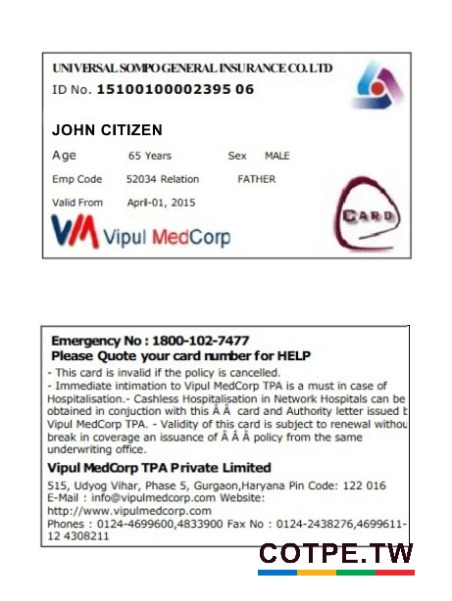 UNIVERSAL SOMPO GENERAL INSURANCE CO. LTD
ID No. 15100100002395 06
JOHN CITIZEN
Age 65 Years Sex MALE
Emp Code 52034 Relation FATHER
Valid From April-01, 2015
CARD
VM Vipul MedCorp
Emergency No : 1800-102-7477
Please Quote your card number for HELP
- This card is invalid if the policy is cancelled.
- Immediate intimation to Vipul MedCorp TPA is a must in case of
Hospitalisation.- Cashless Hospitalisation in Network Hospitals can be
obtained in conjuction with this Â Â card and Authority letter issued b
Vipul MedCorp TPA. - Validity of this card is subject to renewal withou
break in coverage an issuance of Â Â Â policy from the same
underwriting office.
Vipul MedCorp TPA Private Limited
515, Udyog Vihar, Phase 5, Gurgaon,Haryana Pin Code: 122 016
E-Mail : info@vipulmedcorp.com Website:
http://www.vipulmedcorp.com
Phones : 0124-4699600,4833900 Fax No : 0124-2438276,4699611-
12 4308211
COTPE.TW